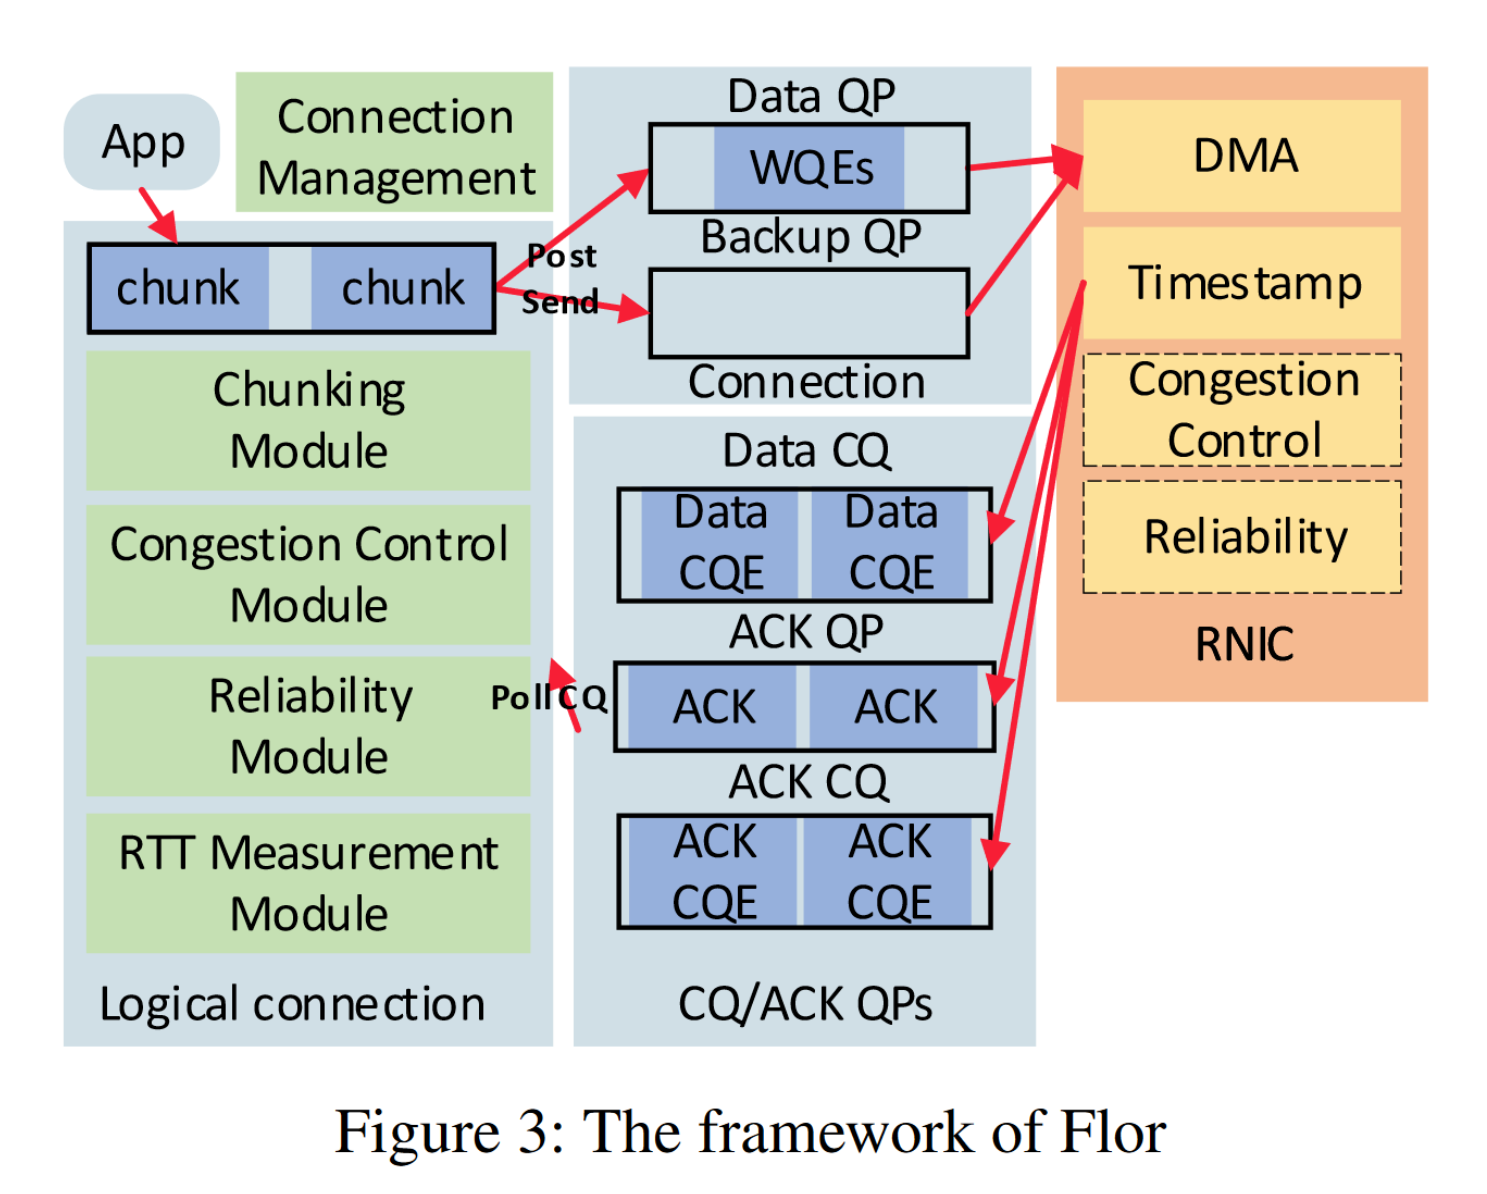 App
Connection
Management
chunk
chunk
Chunking
Module
Congestion Control
Module
Reliability
Module
RTT Measurement
Module
Logical connection
Post
Send
Poll CQ
Data QP
WQEs
Backup QP
Connection
Data CQ
Data
CQE
Data
CQE
ACK QP
ACK
ACK
ACK CQ
ACK
CQE
ACK
CQE
CQ/ACK QPs
DMA
Timestamp
Congestion
Control
Reliability
RNIC
Figure 3: The framework of Flor